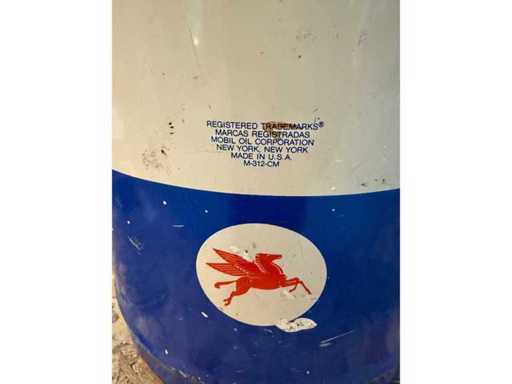 REGISTERED TRADEMARKS®
MARCAS REGISTRADAS
MOBIL OIL CORPORATION
NEW YORK, NEW YORK
MADE IN U.S.A.
M-312-CM